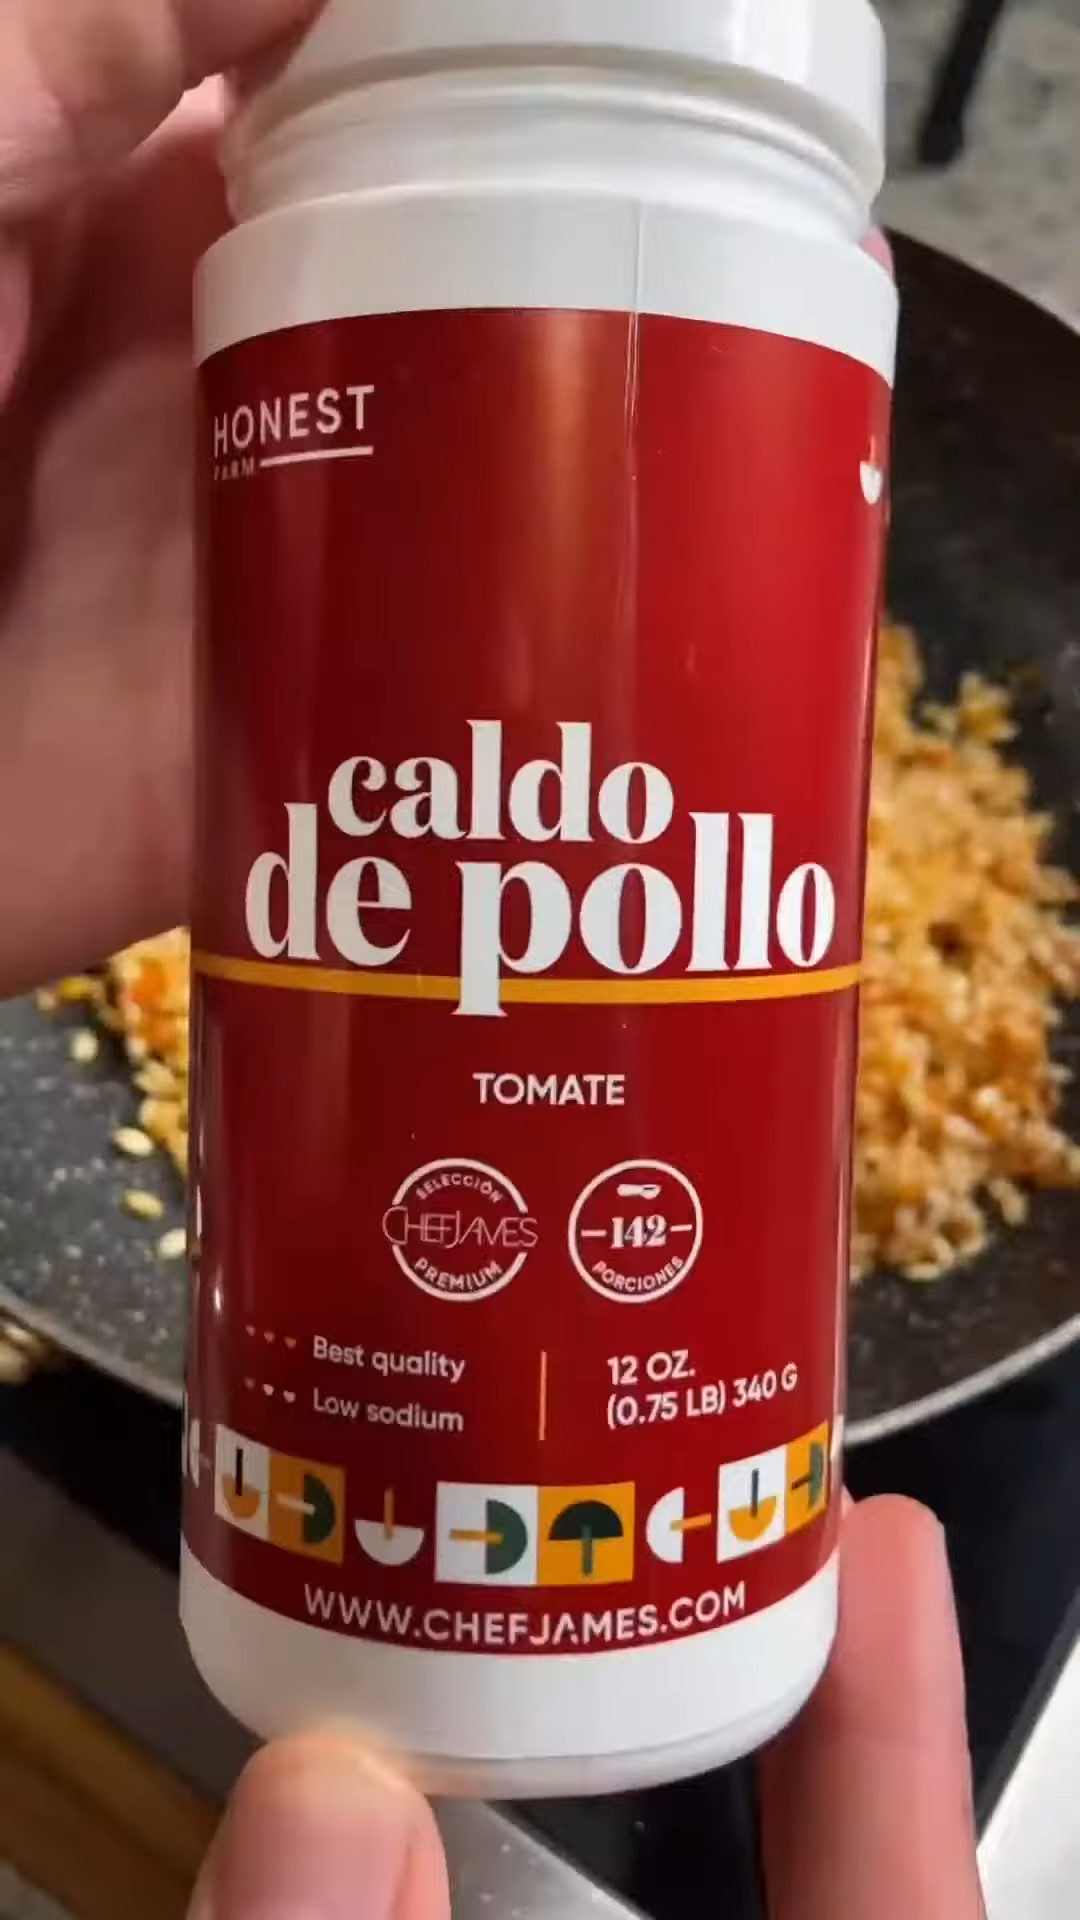 HONEST
FARM
caldo
de pollo
TOMATE
SELECCIÓN
CHEFJAMES
PREMIUM
142
PORCIONES
Best quality
Low sodium
12 OZ.
(0.75 LB) 340 G
WWW.CHEFJAMES.COM